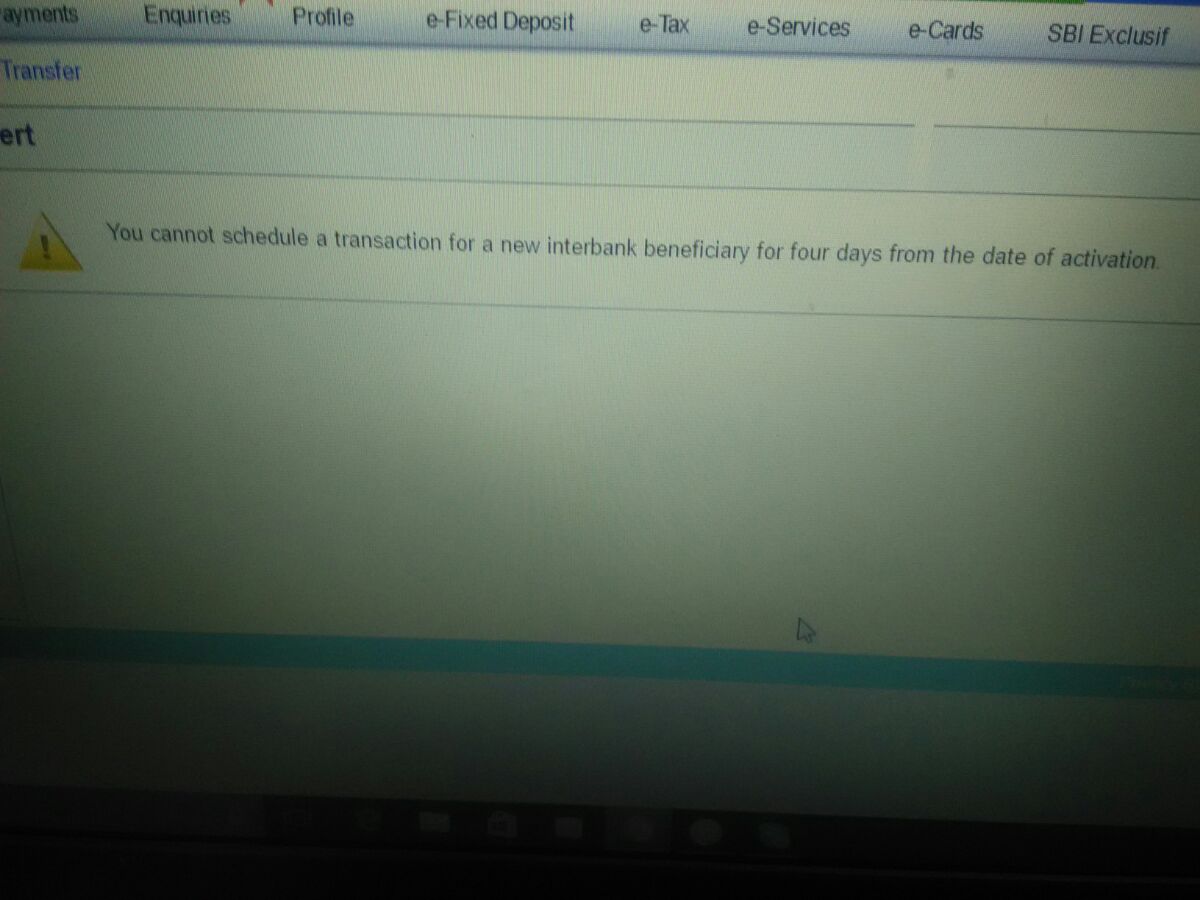 ayments Enquiries Profile e-Fixed Deposit e-Tax e-Services e-Cards SBI Exclusif
Transfer
ert
You cannot schedule a transaction for a new interbank beneficiary for four days from the date of activation.